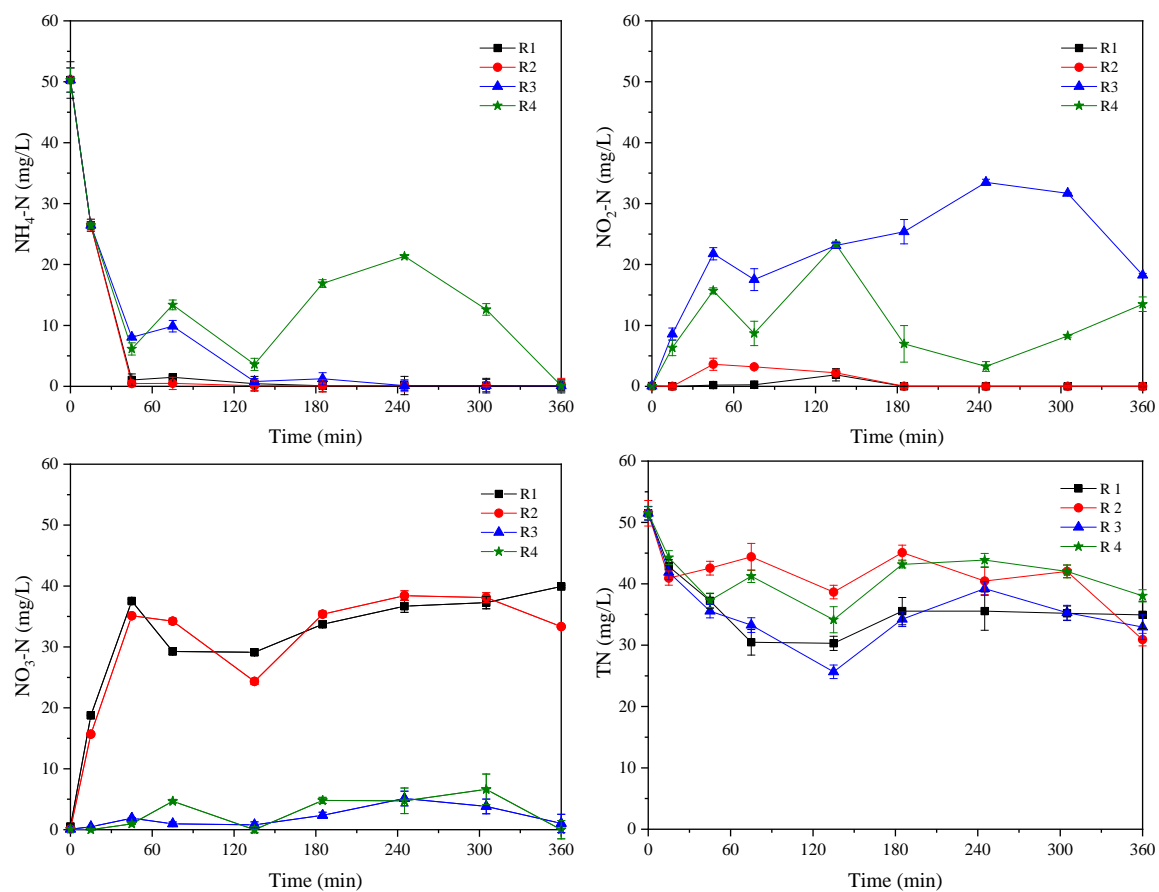 60
50
40
30
20
10
0
NH₄-N (mg/L)
R1
R2
R3
R4
0 60 120 180 240 300 360
Time (min)
60
50
40
30
20
10
0
NO₂-N (mg/L)
R1
R2
R3
R4
0 60 120 180 240 300 360
Time (min)
60
50
40
30
20
10
0
NO₃-N (mg/L)
R1
R2
R3
R4
0 60 120 180 240 300 360
Time (min)
60
50
40
30
20
10
0
TN (mg/L)
R 1
R 2
R 3
R 4
0 60 120 180 240 300 360
Time (min)